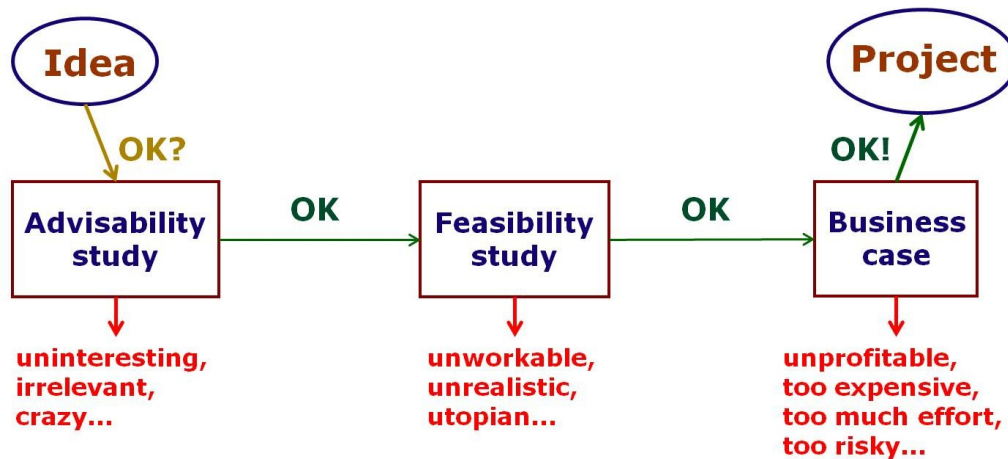 Idea
Project
OK?
OK!
Advisability
study
OK
Feasibility
study
OK
Business
case
uninteresting,
irrelevant,
crazy...
unworkable,
unrealistic,
utopian...
unprofitable,
too expensive,
too much effort,
too risky...